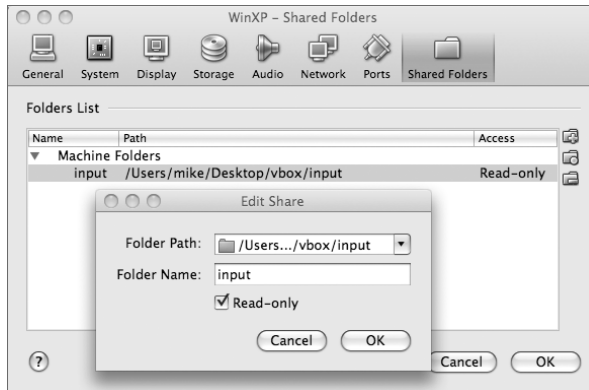 WinXP – Shared Folders
General System Display Storage Audio Network Ports Shared Folders
Folders List
Name Path Access
Machine Folders
input /Users/mike/Desktop/vbox/input Read-only
Edit Share
Folder Path: /Users.../vbox/input
Folder Name: input
Read-only
Cancel OK
? Cancel OK